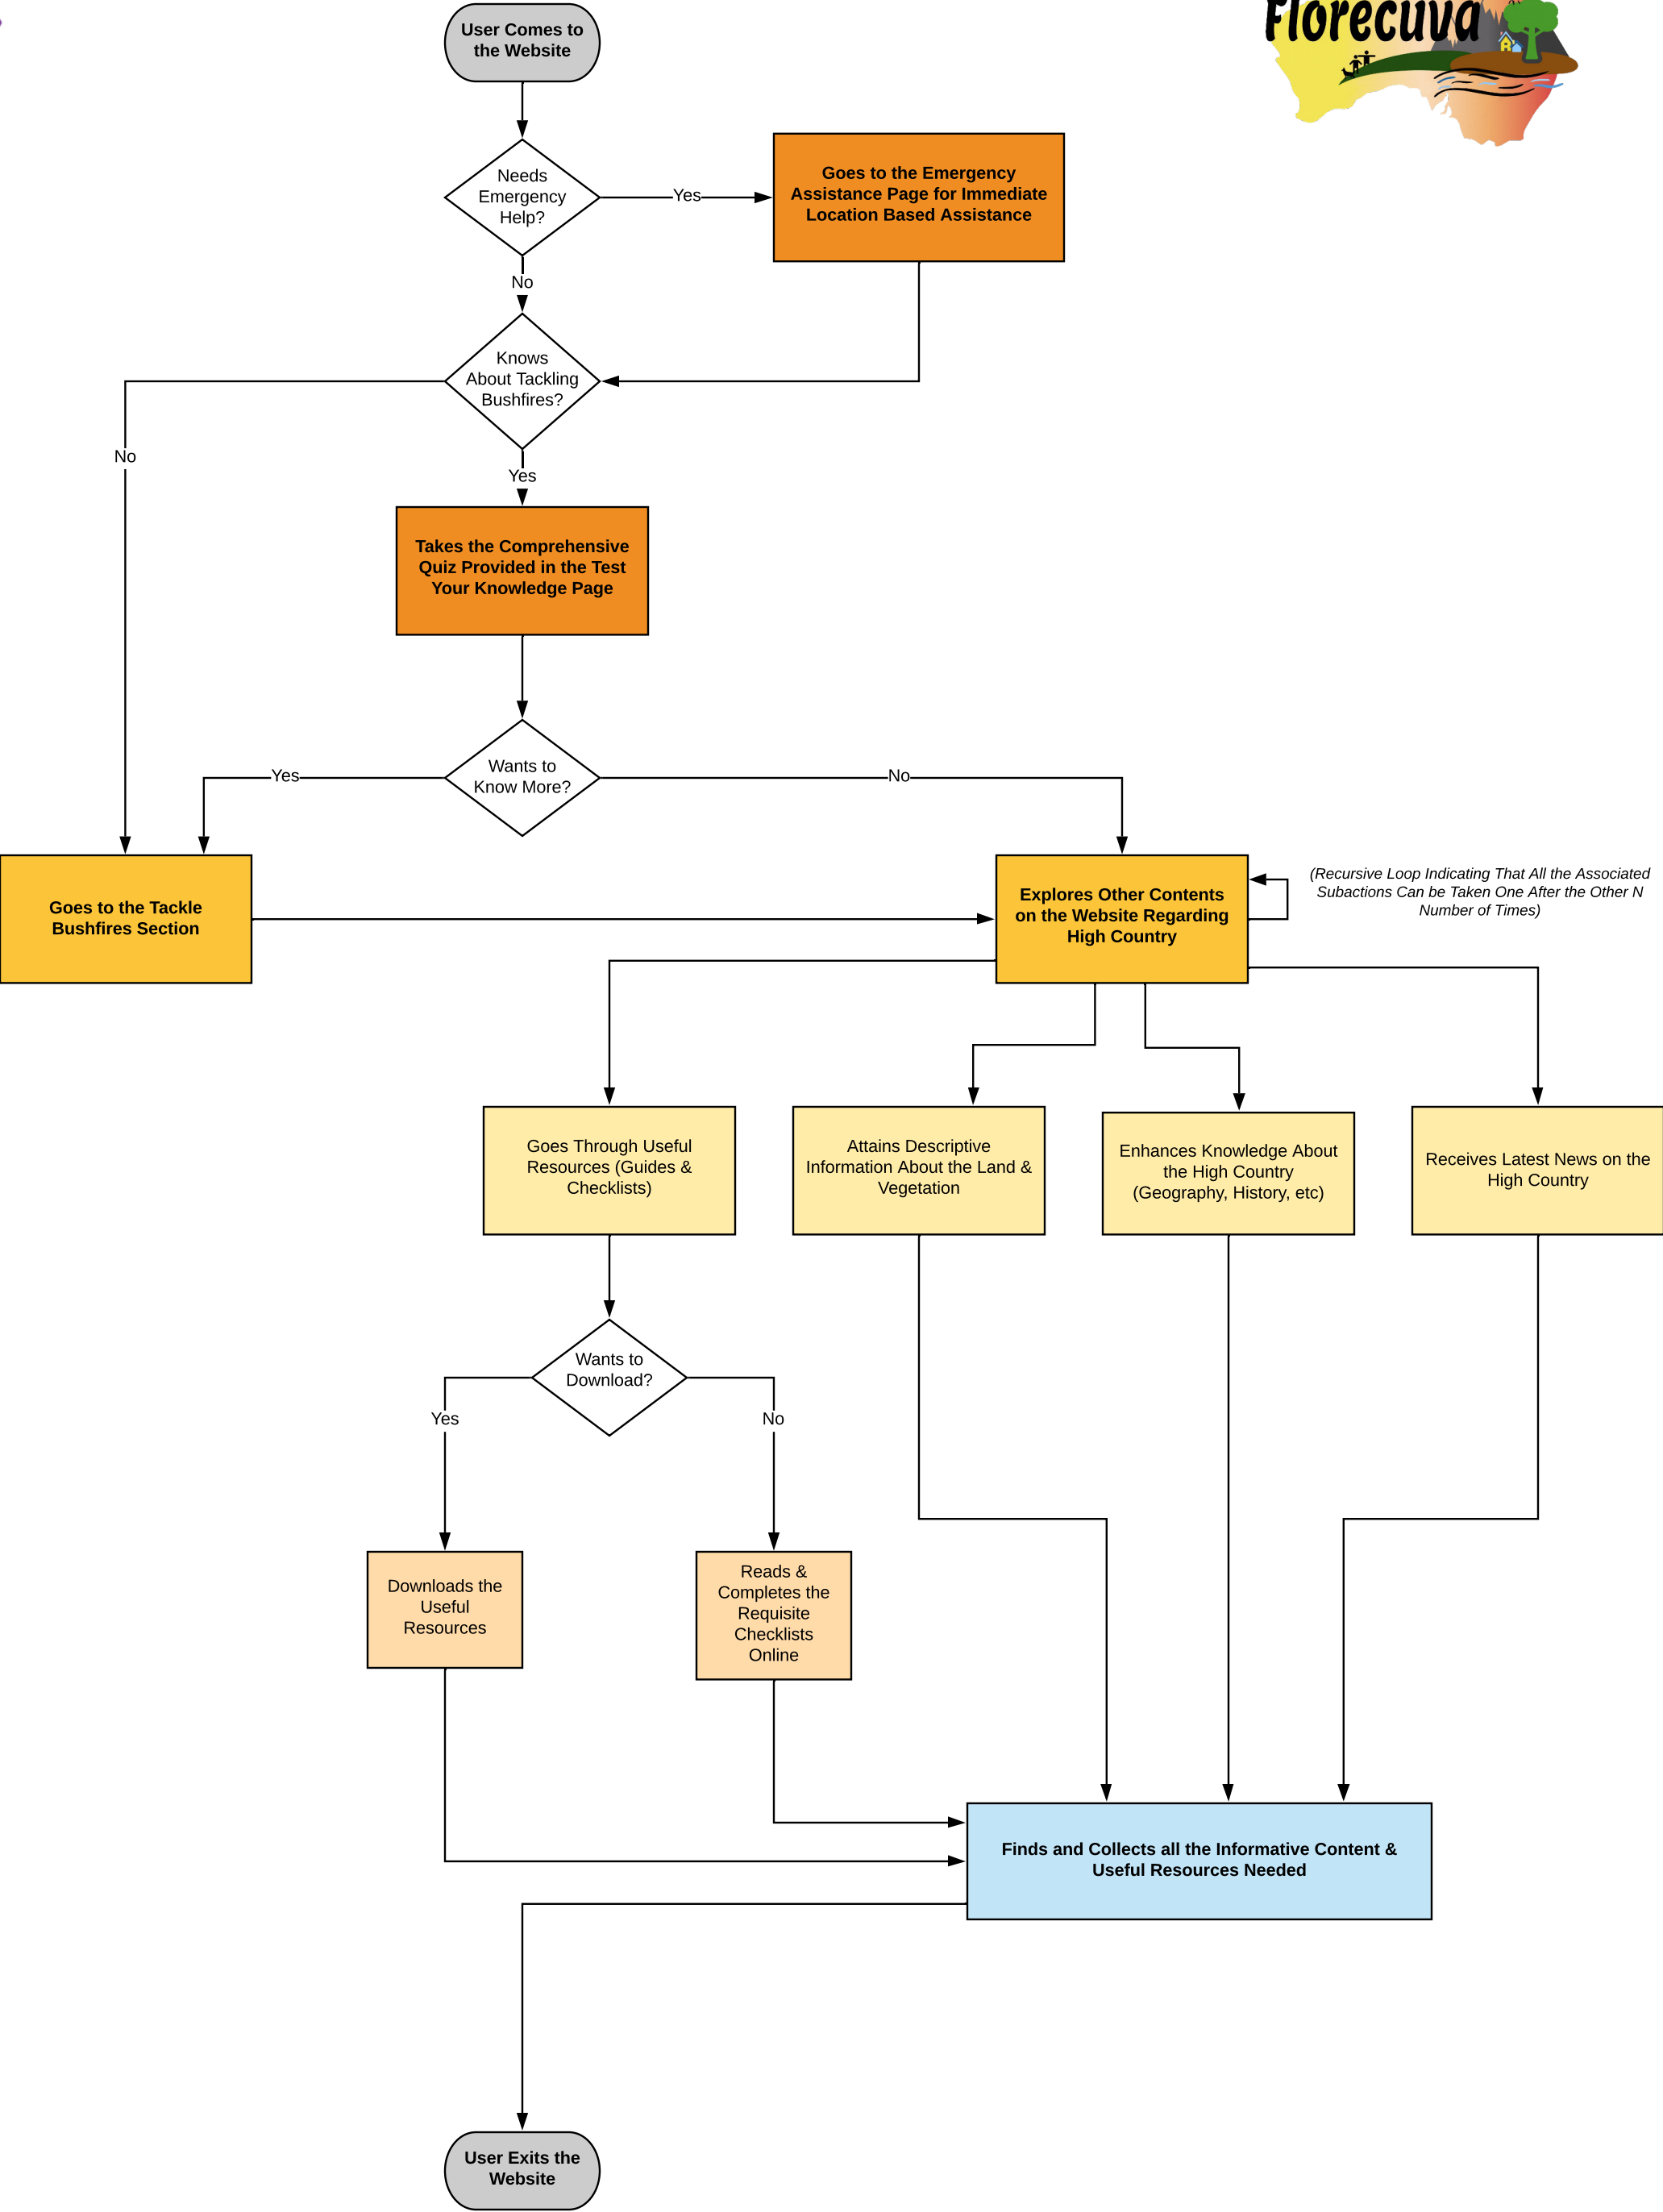 Florecuva
User Comes to
the Website
Needs
Emergency
Help?
Yes
Goes to the Emergency
Assistance Page for Immediate
Location Based Assistance
No
Knows
About Tackling
Bushfires?
No
Yes
Takes the Comprehensive
Quiz Provided in the Test
Your Knowledge Page
Wants to
Know More?
Yes
No
Goes to the Tackle
Bushfires Section
Explores Other Contents
on the Website Regarding
High Country
(Recursive Loop Indicating That All the Associated
Subactions Can be Taken One After the Other N
Number of Times)
Goes Through Useful
Resources (Guides &
Checklists)
Attains Descriptive
Information About the Land &
Vegetation
Enhances Knowledge About
the High Country
(Geography, History, etc)
Receives Latest News on the
High Country
Wants to
Download?
Yes
No
Downloads the
Useful
Resources
Reads &
Completes the
Requisite
Checklists
Online
Finds and Collects all the Informative Content &
Useful Resources Needed
User Exits the
Website